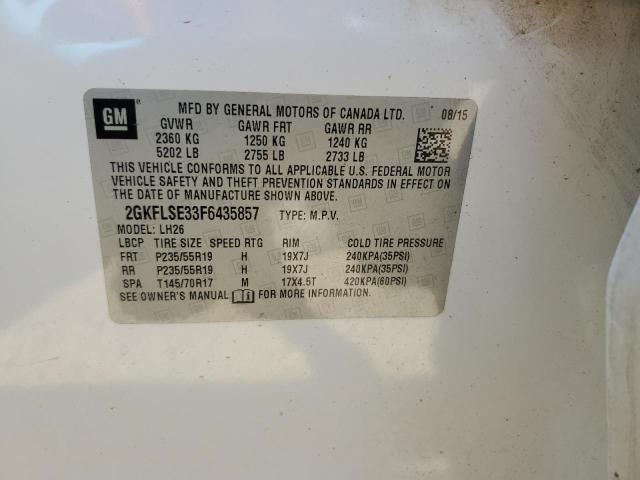 GM
MFD BY GENERAL MOTORS OF CANADA LTD. 08/15
GVWR GAWR FRT GAWR RR
2360 KG 1250 KG 1240 KG
5202 LB 2755 LB 2733 LB
THIS VEHICLE CONFORMS TO ALL APPLICABLE U.S. FEDERAL MOTOR
VEHICLE SAFETY AND THEFT PREVENTION STANDARDS IN EFFECT ON
THE DATE OF MANUFACTURE SHOWN ABOVE.
2GKFLSE33F6435857 TYPE: M.P.V.
MODEL: LH26
LBCP TIRE SIZE SPEED RTG RIM COLD TIRE PRESSURE
FRT P235/55R19 H 19X7J 240KPA(35PSI)
RR P235/55R19 H 19X7J 240KPA(35PSI)
SPA T145/70R17 M 17X4.5T 420KPA(60PSI)
SEE OWNER'S MANUAL FOR MORE INFORMATION